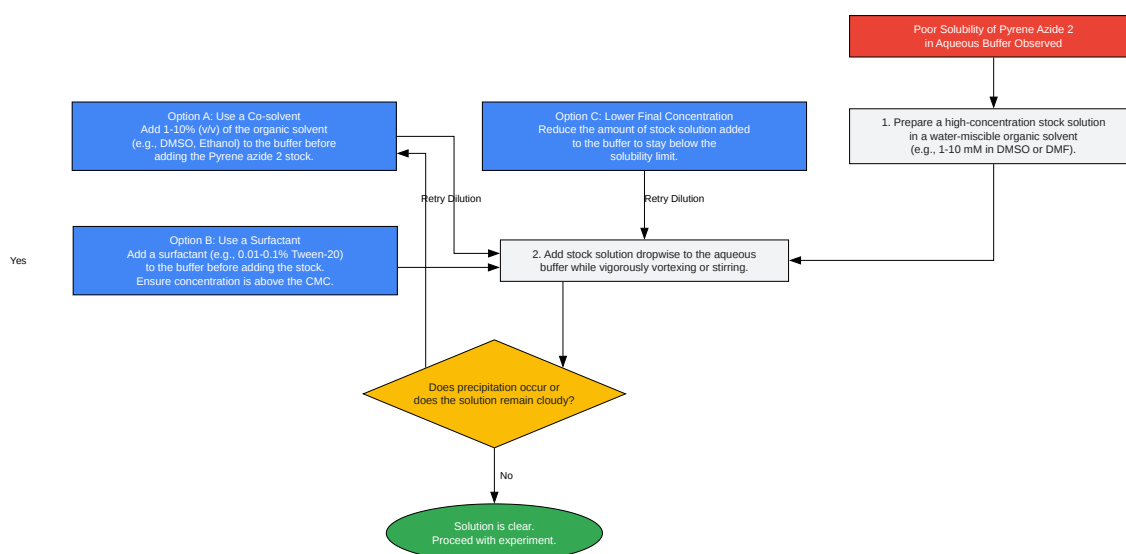 Poor Solubility of Pyrene Azide 2
in Aqueous Buffer Observed
Option A: Use a Co-solvent
Add 1-10% (v/v) of the organic solvent
(e.g., DMSO, Ethanol) to the buffer before
adding the Pyrene azide 2 stock.
Option C: Lower Final Concentration
Reduce the amount of stock solution added
to the buffer to stay below the
solubility limit.
1. Prepare a high-concentration stock solution
in a water-miscible organic solvent
(e.g., 1-10 mM in DMSO or DMF).
Retry Dilution
Retry Dilution
Yes
Option B: Use a Surfactant
Add a surfactant (e.g., 0.01-0.1% Tween-20)
to the buffer before adding the stock.
Ensure concentration is above the CMC.
2. Add stock solution dropwise to the aqueous
buffer while vigorously vortexing or stirring.
Does precipitation occur or
does the solution remain cloudy?
No
Solution is clear.
Proceed with experiment.